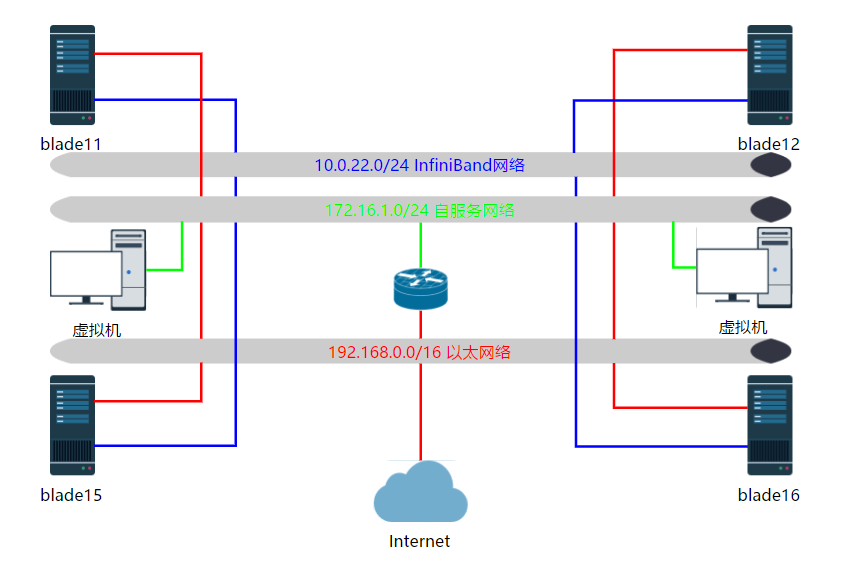 blade11
blade12
10.0.22.0/24 InfiniBand网络
172.16.1.0/24 自服务网络
虚拟机
虚拟机
192.168.0.0/16 以太网络
blade15
blade16
Internet